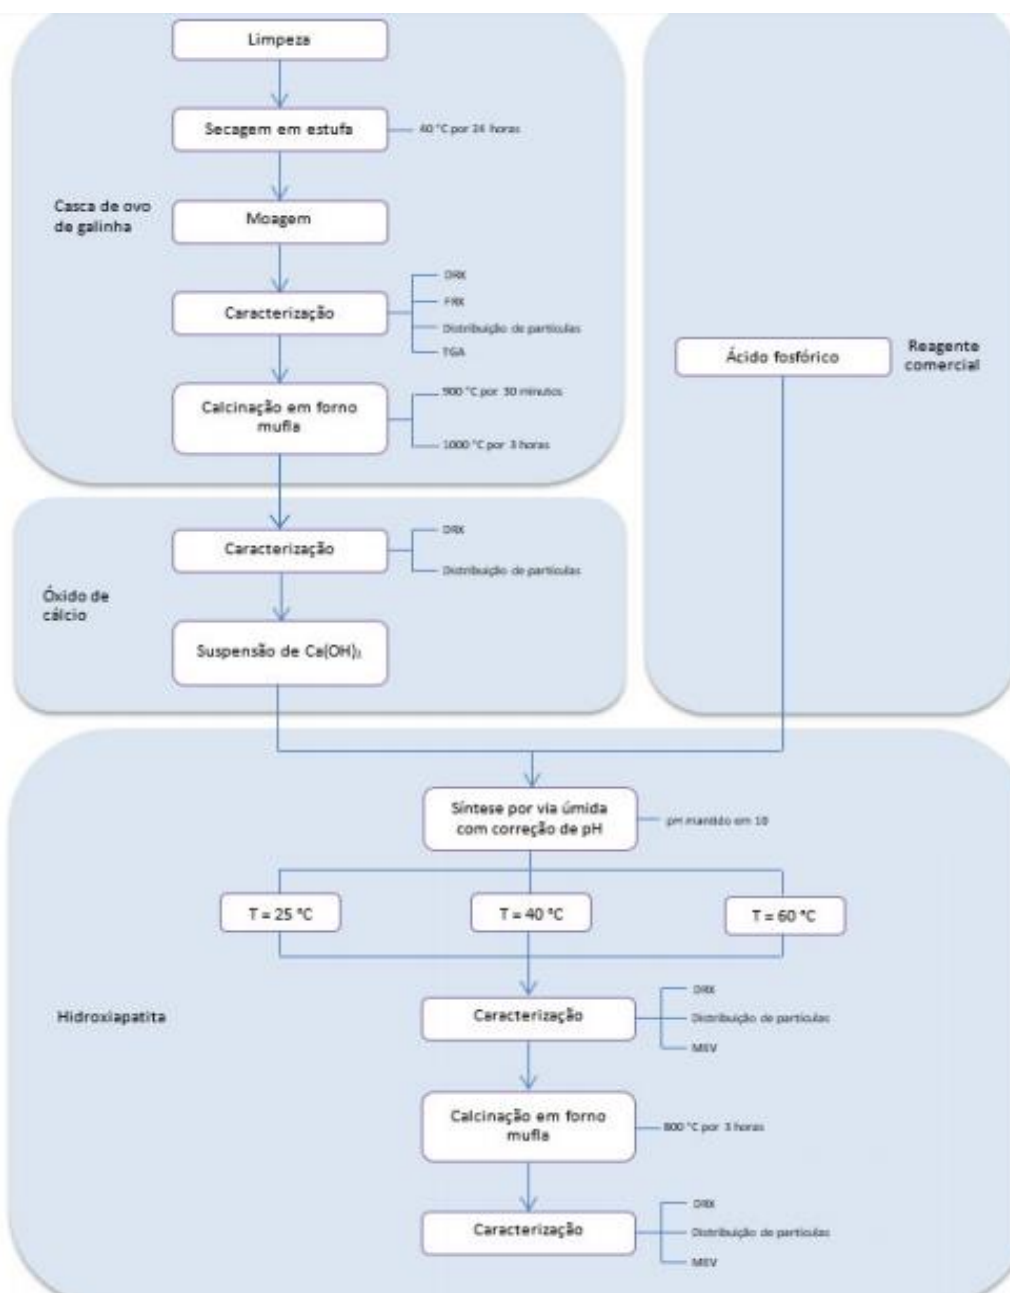 Limpeza
Secagem em estufa
40 °C por 24 horas
Casca de ovo
de galinha
Moagem
Caracterização
DRX
FRX
Distribuição de partículas
TGA
Calcinação em forno
mufla
900 °C por 30 minutos
1000 °C por 3 horas
Ácido fosfórico
Reagente
comercial
Óxido de
cálcio
Caracterização
DRX
Distribuição de partículas
Suspensão de Ca(OH)₂
Síntese por via úmida
com correção de pH
pH mantido em 10
T = 25 °C
T = 40 °C
T = 60 °C
Hidroxiapatita
Caracterização
DRX
Distribuição de partículas
MEV
Calcinação em forno
mufla
800 °C por 3 horas
Caracterização
DRX
Distribuição de partículas
MEV